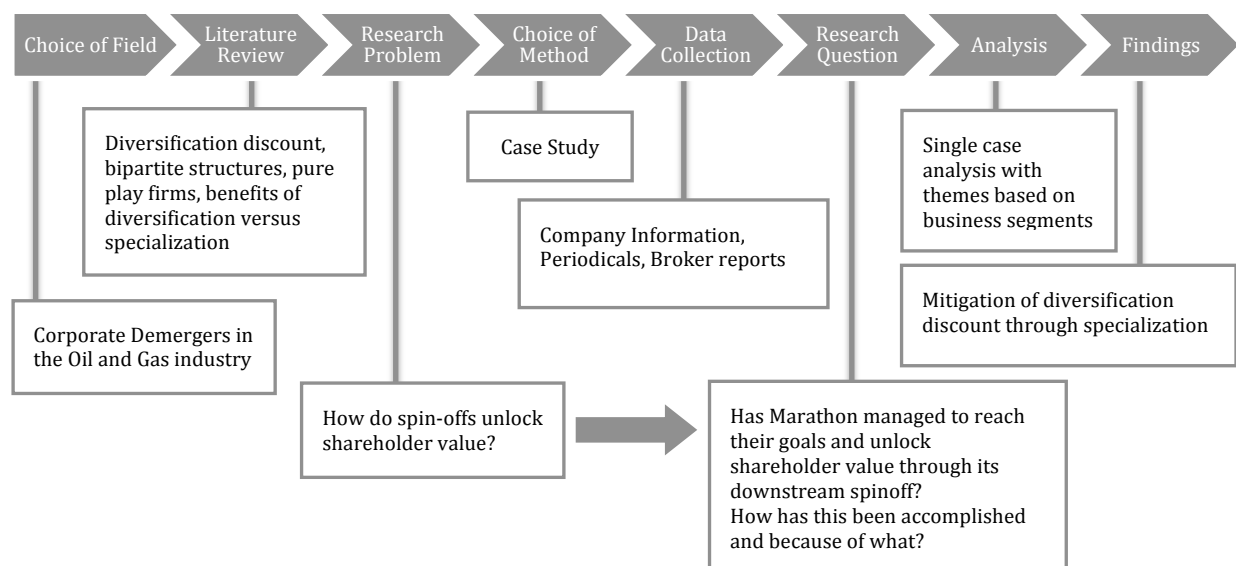 Choice of Field
Literature
Review
Research
Problem
Choice of
Method
Data
Collection
Research
Question
Analysis
Findings
Diversification discount,
bipartite structures, pure
play firms, benefits of
diversification versus
specialization
Case Study
Single case
analysis with
themes based on
business segments
Company Information,
Periodicals, Broker reports
Mitigation of diversification
discount through specialization
Corporate Demergers in
the Oil and Gas industry
How do spin-offs unlock
shareholder value?
Has Marathon managed to reach
their goals and unlock
shareholder value through its
downstream spinoff?
How has this been accomplished
and because of what?